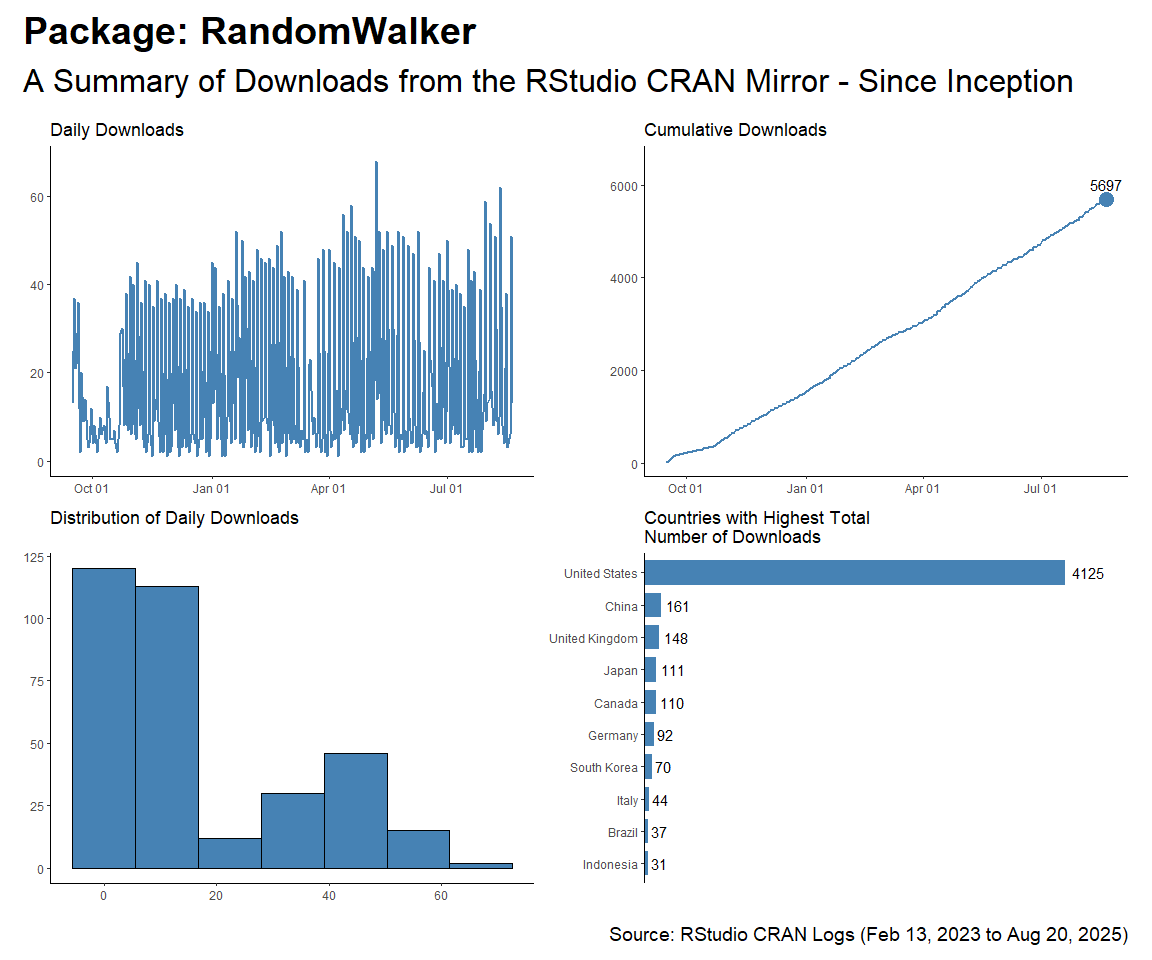 Package: RandomWalker
A Summary of Downloads from the RStudio CRAN Mirror - Since Inception
Daily Downloads
60
40
20
0
Oct 01 Jan 01 Apr 01 Jul 01
Cumulative Downloads
6000
4000
2000
0
5697
Oct 01 Jan 01 Apr 01 Jul 01
Distribution of Daily Downloads
125
100
75
50
25
0
0 20 40 60
Countries with Highest Total
Number of Downloads
United States 4125
China 161
United Kingdom 148
Japan 111
Canada 110
Germany 92
South Korea 70
Italy 44
Brazil 37
Indonesia 31
Source: RStudio CRAN Logs (Feb 13, 2023 to Aug 20, 2025)